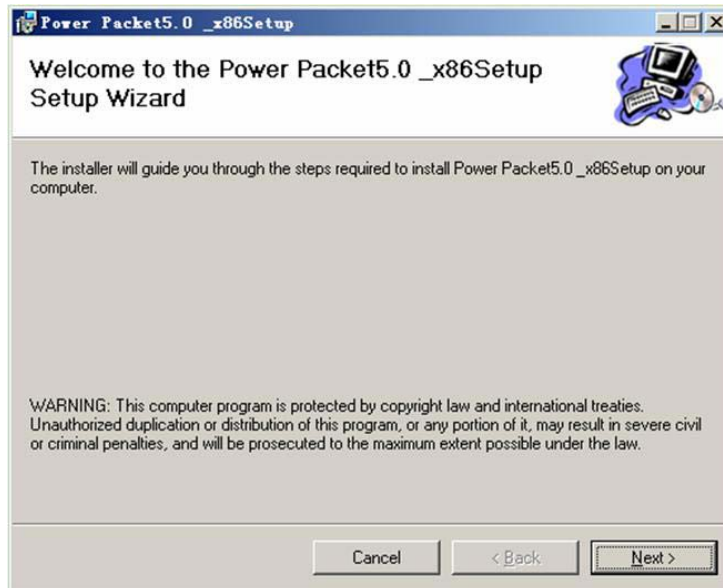 Power Packet5.0 _x86Setup
Welcome to the Power Packet5.0 _x86Setup
Setup Wizard
The installer will guide you through the steps required to install Power Packet5.0 _x86Setup on your
computer.
WARNING: This computer program is protected by copyright law and international treaties.
Unauthorized duplication or distribution of this program, or any portion of it, may result in severe civil
or criminal penalties, and will be prosecuted to the maximum extent possible under the law.
Cancel < Back Next >